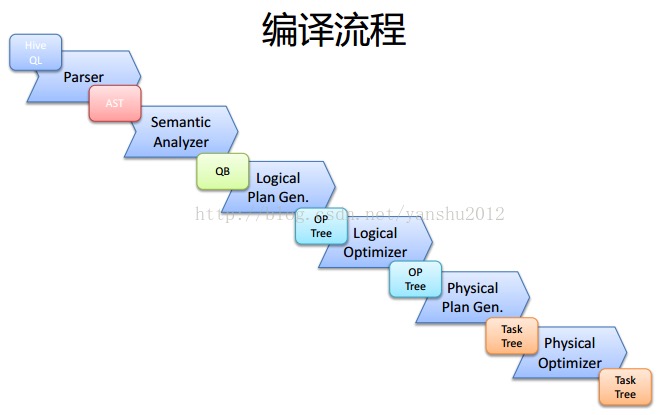 编译流程
Hive
QL
Parser
AST
Semantic
Analyzer
QB
Logical
Plan Gen.
http://blog.csdn.net/yanshu2012
OP
Tree
Logical
Optimizer
OP
Tree
Physical
Plan Gen.
Task
Tree
Physical
Optimizer
Task
Tree